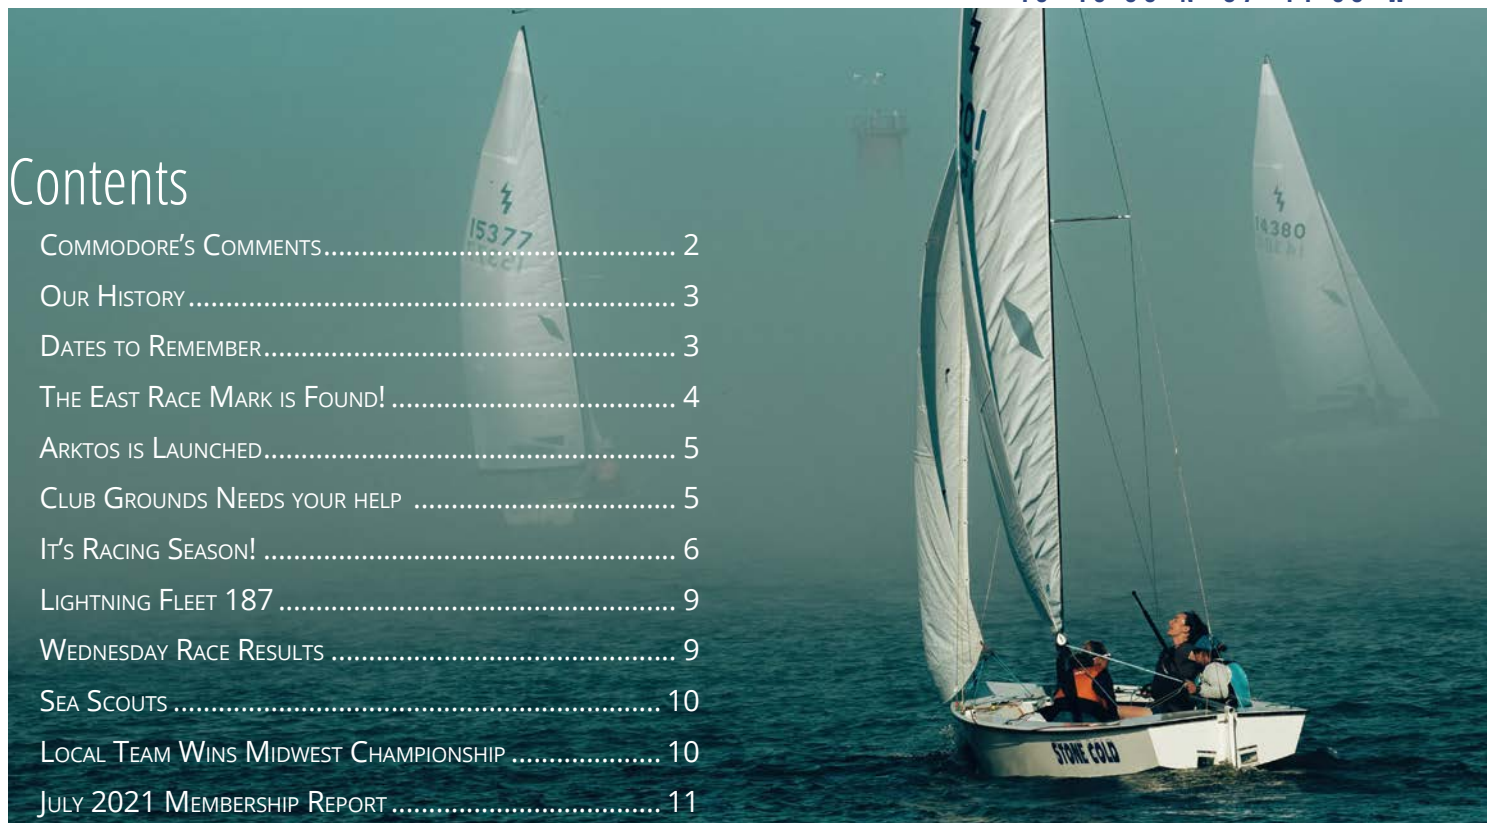 Contents
Commodore's Comments 2
Our History 3
Dates to Remember 3
The East Race Mark is Found! 4
Arktos is Launched 5
Club Grounds Needs your help 5
It's Racing Season! 6
Lightning Fleet 187 9
Wednesday Race Results 9
Sea Scouts 10
Local Team Wins Midwest Championship 10
July 2021 Membership Report 11
15377
14380
STONE COLD